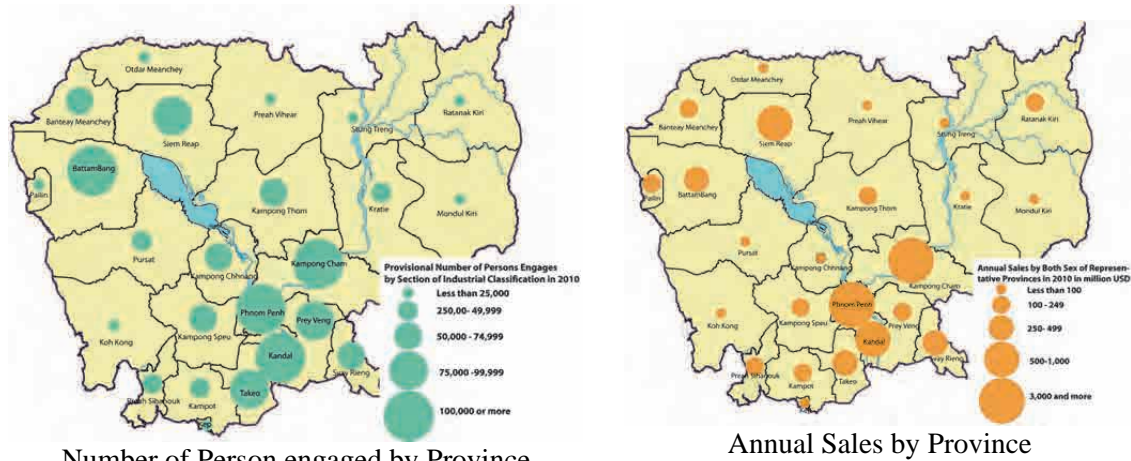 Otdar Meanchey
Banteay Meanchey
Siem Reap
Preah Vihear
Stung Treng
Ratanak Kiri
BattamBang
Pailin
Kampong Thom
Kratie
Mondul Kiri
Pursat
Kampong Chhnang
Kampong Cham
Phnom Penh
Prey Veng
Kampong Speu
Koh Kong
Kandal
Svay Rieng
Preah Sihanouk
Kampot
Takeo
Provisional Number of Persons Engages
by Section of Industrial Classification in 2010
Less than 25,000
250,00- 49,999
50,000 - 74,999
75,000 -99,999
100,000 or more
Number of Person engaged by Province
Otdar Meanchey
Banteay Meanchey
Siem Reap
Preah Vihear
Stung Treng
Ratanak Kiri
Pailin
BattamBang
Kampong Thom
Kratie
Mondul Kiri
Pursat
Kampong Chhnang
Kampong Cham
Phnom Penh
Prey Veng
Kampong Speu
Koh Kong
Kandal
Svay Rieng
Preah Sihanouk
Kampot
Takeo
Annual Sales by Both Sex of Represen-
tative Provinces in 2010 in million USD
Less than 100
100 - 249
250- 499
500-1,000
3,000 and more
Annual Sales by Province